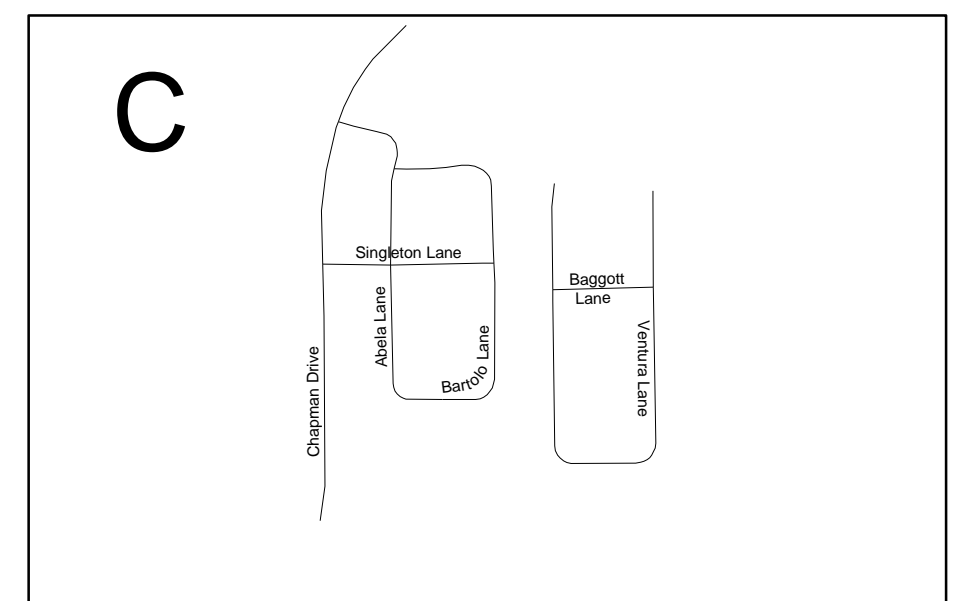 C
Singleton Lane
Baggott
Lane
Abela Lane
Bartolo Lane
Ventura Lane
Chapman Drive